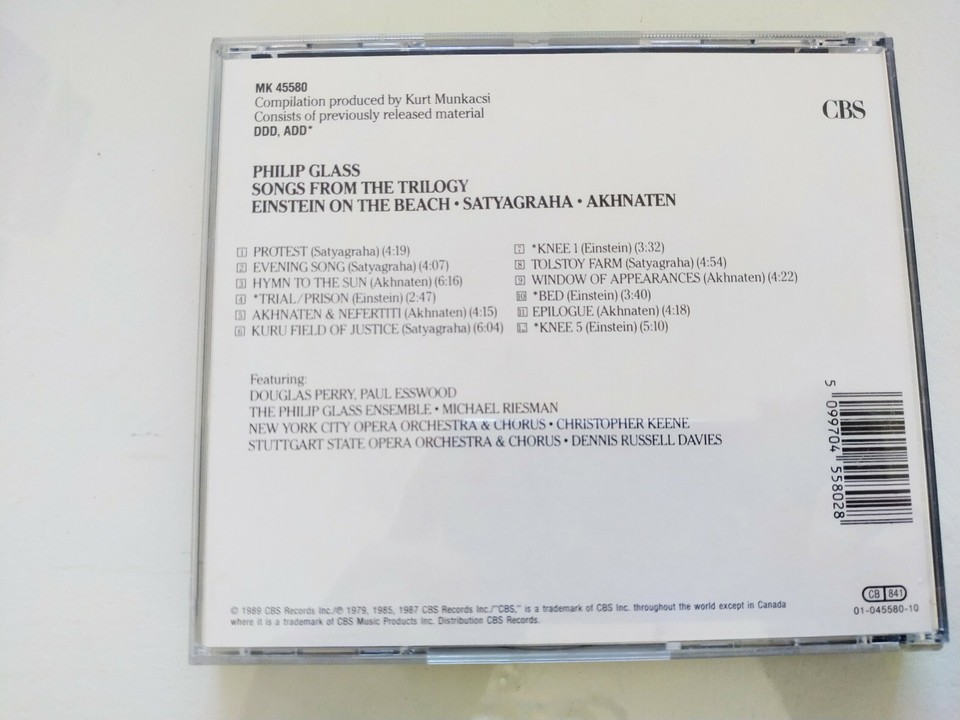 MK 45580
Compilation produced by Kurt Munkacsi
Consists of previously released material
DDD, ADD*
CBS
PHILIP GLASS
SONGS FROM THE TRILOGY
EINSTEIN ON THE BEACH • SATYAGRAHA • AKHNATEN
1 PROTEST (Satyagraha) (4:19)
2 EVENING SONG (Satyagraha) (4:07)
3 HYMN TO THE SUN (Akhnaten) (6:16)
4 *TRIAL/PRISON (Einstein) (2:47)
5 AKHNATEN & NEFERTITI (Akhnaten) (4:15)
6 KURU FIELD OF JUSTICE (Satyagraha) (6:04)
7 *KNEE 1 (Einstein) (3:32)
8 TOLSTOY FARM (Satyagraha) (4:54)
9 WINDOW OF APPEARANCES (Akhnaten) (4:22)
10 *BED (Einstein) (3:40)
11 EPILOGUE (Akhnaten) (4:18)
12 *KNEE 5 (Einstein) (5:10)
Featuring:
DOUGLAS PERRY, PAUL ESSWOOD
THE PHILIP GLASS ENSEMBLE • MICHAEL RIESMAN
NEW YORK CITY OPERA ORCHESTRA & CHORUS • CHRISTOPHER KEENE
STUTTGART STATE OPERA ORCHESTRA & CHORUS • DENNIS RUSSELL DAVIES
5 099704 558028
© 1989 CBS Records Inc./℗ 1979, 1985, 1987 CBS Records Inc./"CBS," is a trademark of CBS Inc. throughout the world except in Canada
where it is a trademark of CBS Music Products Inc. Distribution CBS Records.
CB 841
01-045580-10